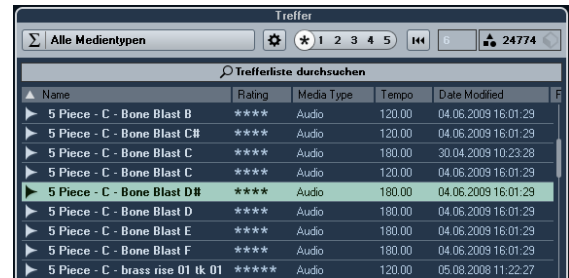 Treffer
Σ Alle Medientypen * 1 2 3 4 5 6 24774
Trefferliste durchsuchen
Name Rating Media Type Tempo Date Modified F
5 Piece - C - Bone Blast B **** Audio 120.00 04.06.2009 16:01:29
5 Piece - C - Bone Blast C# **** Audio 120.00 04.06.2009 16:01:29
5 Piece - C - Bone Blast C **** Audio 180.00 30.04.2009 10:23:28
5 Piece - C - Bone Blast C **** Audio 120.00 04.06.2009 16:01:29
5 Piece - C - Bone Blast D# **** Audio 180.00 04.06.2009 16:01:29
5 Piece - C - Bone Blast D **** Audio 180.00 04.06.2009 16:01:29
5 Piece - C - Bone Blast E **** Audio 180.00 04.06.2009 16:01:29
5 Piece - C - Bone Blast F **** Audio 180.00 04.06.2009 16:01:29
5 Piece - C - brass rise 01 tk 01 ***** Audio 120.00 05.08.2008 11:22:27